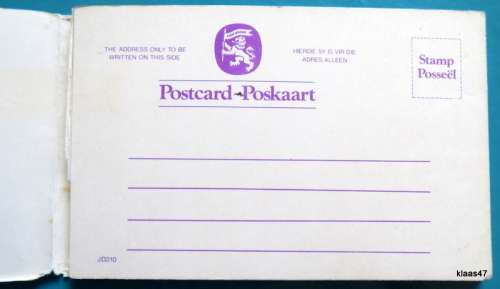 THE ADDRESS ONLY TO BE
WRITTEN ON THIS SIDE
HIERDIE SY IS VIR DIE
ADRES ALLEEN
Stamp
Posseël
Postcard Poskaart
JD310
klaas47